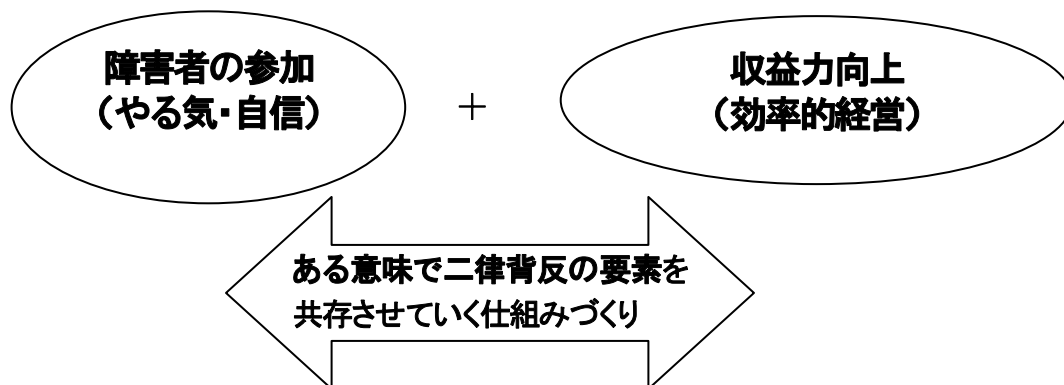 障害者の参加
（やる気・自信）
＋
収益力向上
（効率的経営）
ある意味で二律背反の要素を
共存させていく仕組みづくり